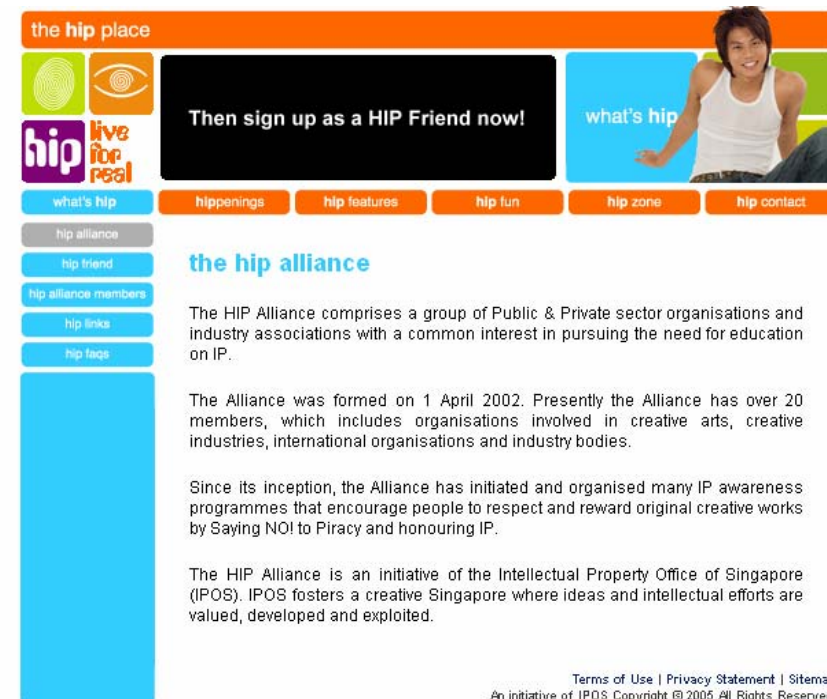 the hip place
Then sign up as a HIP Friend now!
what's hip
hip
live
for
real
what's hip
hippenings
hip features
hip fun
hip zone
hip contact
hip alliance
hip friend
hip alliance members
hip links
hip faqs
the hip alliance
The HIP Alliance comprises a group of Public & Private sector organisations and
industry associations with a common interest in pursuing the need for education
on IP.
The Alliance was formed on 1 April 2002. Presently the Alliance has over 20
members, which includes organisations involved in creative arts, creative
industries, international organisations and industry bodies.
Since its inception, the Alliance has initiated and organised many IP awareness
programmes that encourage people to respect and reward original creative works
by Saying NO! to Piracy and honouring IP.
The HIP Alliance is an initiative of the Intellectual Property Office of Singapore
(IPOS). IPOS fosters a creative Singapore where ideas and intellectual efforts are
valued, developed and exploited.
Terms of Use | Privacy Statement | Sitema
An initiative of IPOS Copyright © 2005 All Rights Reserve